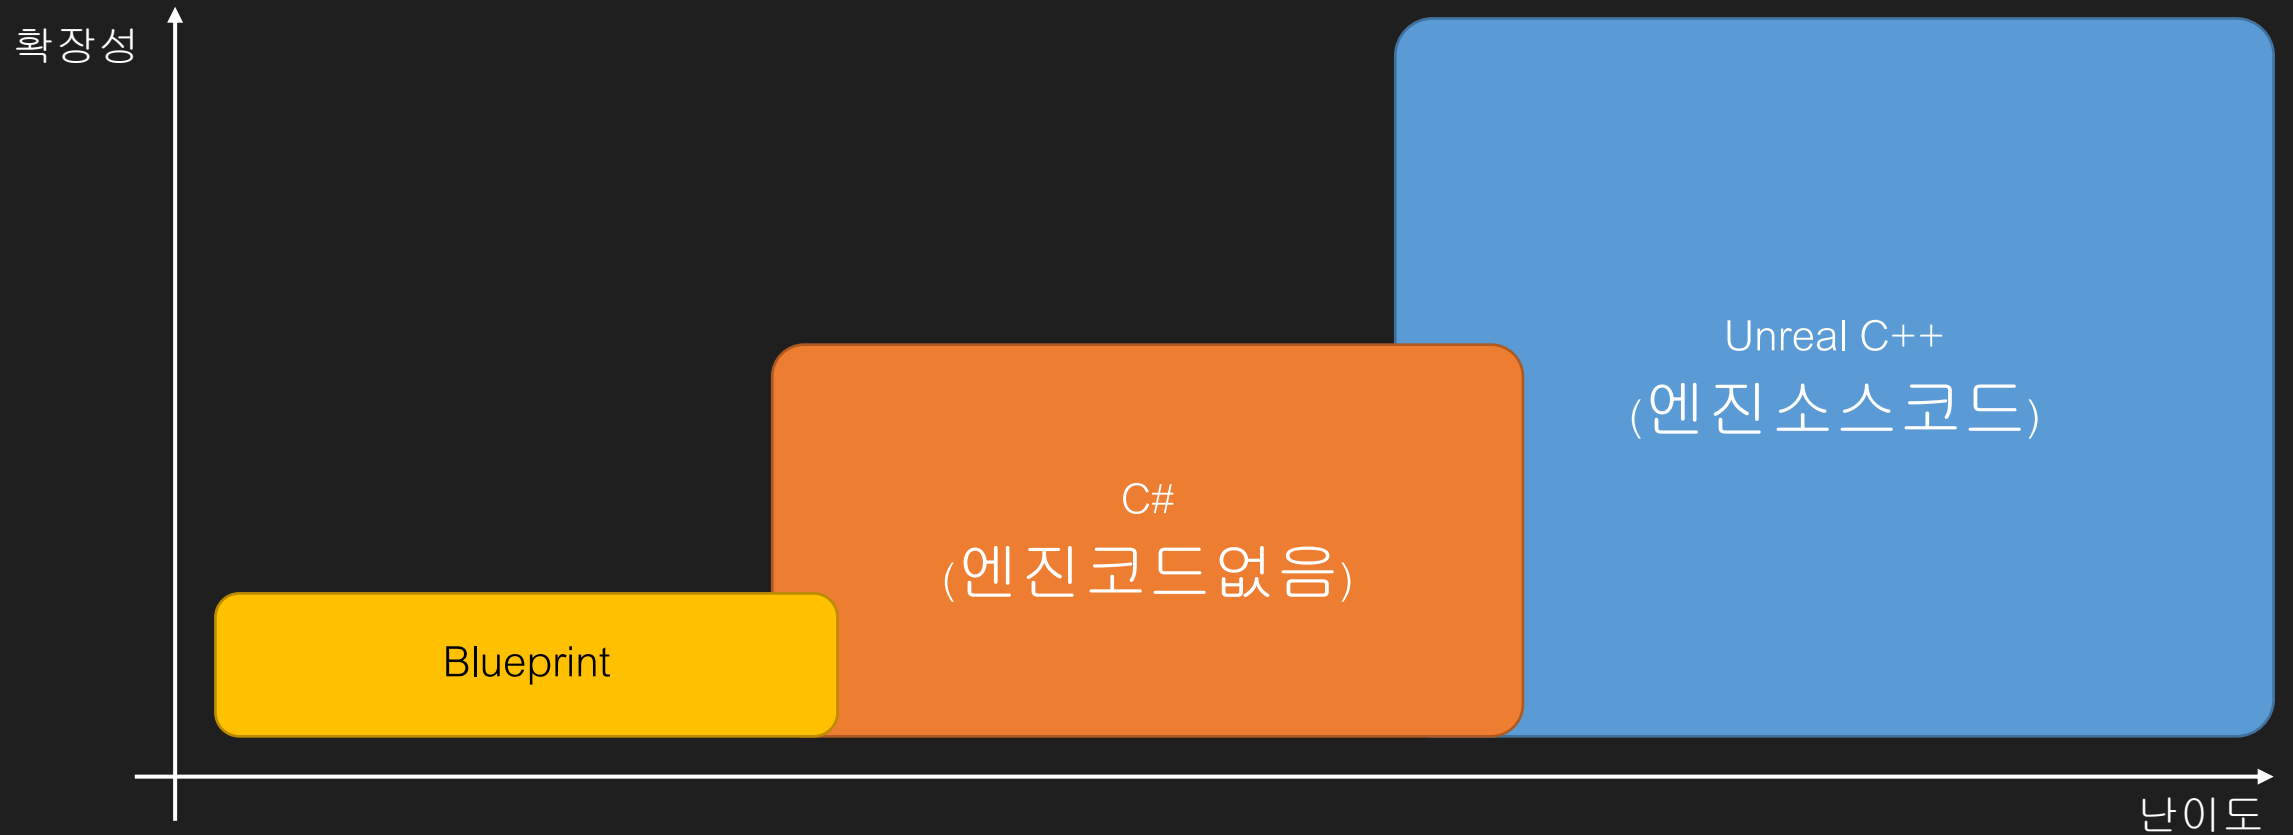 확장성
Unreal C++
(엔진소스코드)
C#
(엔진코드없음)
Blueprint
난이도